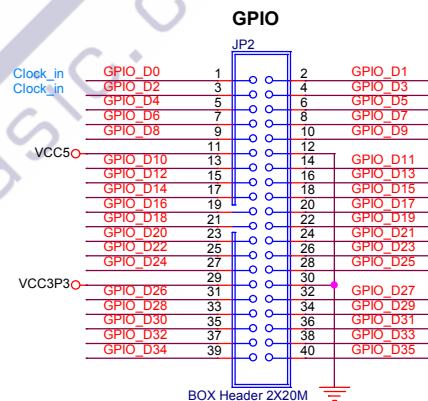 GPIO
JP2
Clock_in GPIO_D0 1 2 GPIO_D1
Clock_in GPIO_D2 3 4 GPIO_D3
GPIO_D4 5 6 GPIO_D5
GPIO_D6 7 8 GPIO_D7
GPIO_D8 9 10 GPIO_D9
VCC5 11 12
GPIO_D10 13 14 GPIO_D11
GPIO_D12 15 16 GPIO_D13
GPIO_D14 17 18 GPIO_D15
GPIO_D16 19 20 GPIO_D17
GPIO_D18 21 22 GPIO_D19
GPIO_D20 23 24 GPIO_D21
GPIO_D22 25 26 GPIO_D23
GPIO_D24 27 28 GPIO_D25
VCC3P3 29 30
GPIO_D26 31 32 GPIO_D27
GPIO_D28 33 34 GPIO_D29
GPIO_D30 35 36 GPIO_D31
GPIO_D32 37 38 GPIO_D33
GPIO_D34 39 40 GPIO_D35
BOX Header 2X20M